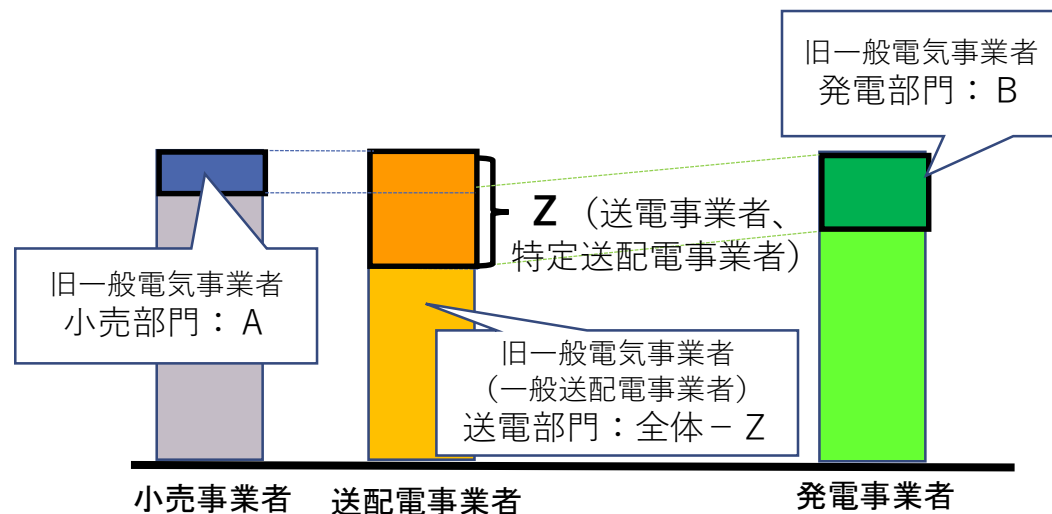 旧一般電気事業者
発電部門：B
Z（送電事業者、
特定送配電事業者）
旧一般電気事業者
小売部門：A
旧一般電気事業者
（一般送配電事業者）
送電部門：全体－Z
小売事業者
送配電事業者
発電事業者